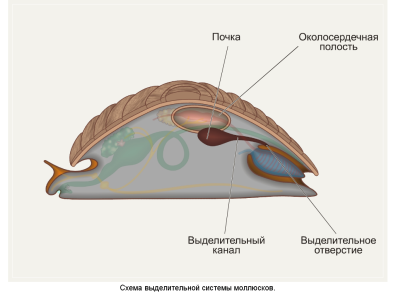 Почка
Околосердечная
полость
Выделительный
канал
Выделительное
отверстие
Схема выделительной системы моллюсков.